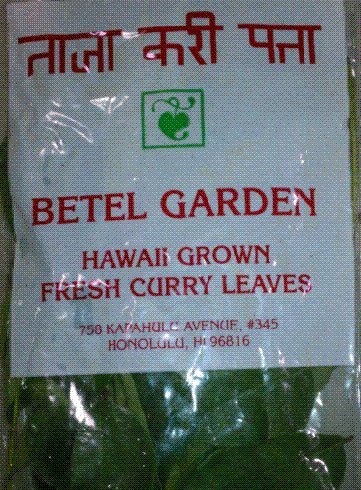 ताजा करी पत्ता
BETEL GARDEN
HAWAII GROWN
FRESH CURRY LEAVES
758 KAPAHULU AVENUE, #345
HONOLULU, HI 96816